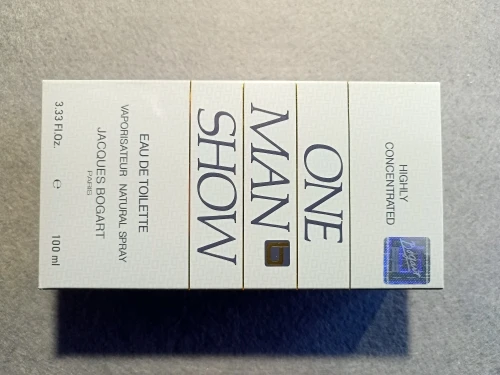 HIGHLY
CONCENTRATED
ONE
MAN
SHOW
EAU DE TOILETTE
VAPORISATEUR NATURAL SPRAY
JACQUES BOGART
PARIS
3.33 Fl.Oz. ℮ 100 ml